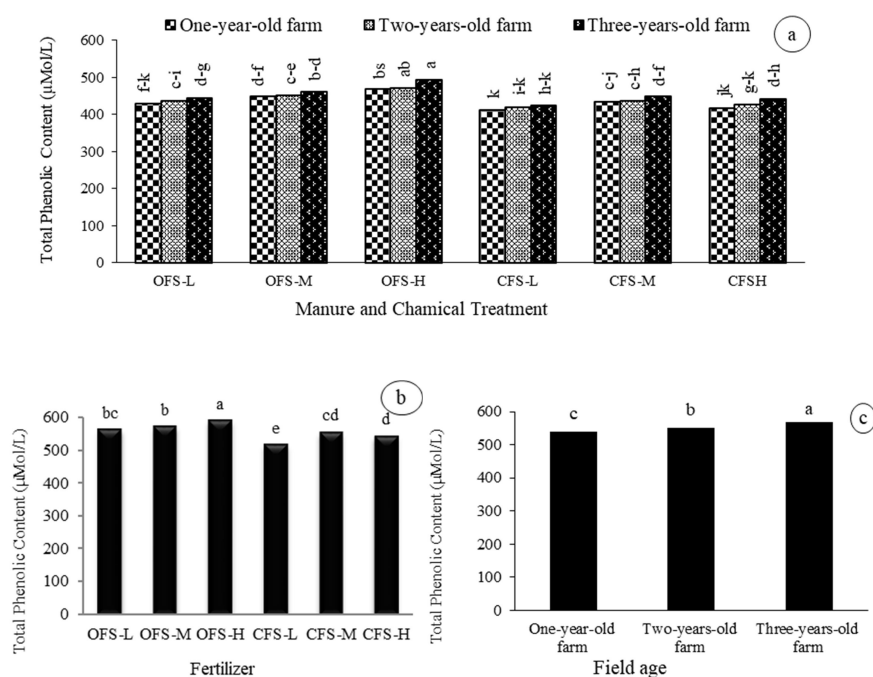 One-year-old farm Two-years-old farm Three-years-old farm
a
Total Phenolic Content (µMol/L)
600
500
400
300
200
100
0
f-k c-i d-g d-f c-e b-d bs ab a k i-k h-k c-j c-h d-f jk g-k d-h
OFS-L OFS-M OFS-H CFS-L CFS-M CFSH
Manure and Chamical Treatment
b
Total Phenolic Content (µMol/L)
600
500
400
300
200
100
0
bc b a e cd d
OFS-L OFS-M OFS-H CFS-L CFS-M CFS-H
Fertilizer
c
Total Phenolic Content (µMol/L)
600
500
400
300
200
100
0
c b a
One-year-old farm
Two-years-old farm
Three-years-old farm
Field age